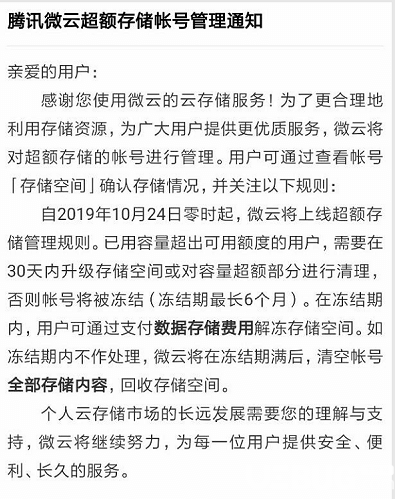 腾讯微云超额存储帐号管理通知
亲爱的用户：
感谢您使用微云的云存储服务！为了更合理地
利用存储资源，为广大用户提供更优质服务，微云将
对超额存储的帐号进行管理。用户可通过查看帐号
「存储空间」确认存储情况，并关注以下规则：
自2019年10月24日零时起，微云将上线超额存
储管理规则。已用容量超出可用额度的用户，需要在
30天内升级存储空间或对容量超额部分进行清理，
否则帐号将被冻结（冻结期最长6个月）。在冻结期
内，用户可通过支付数据存储费用解冻存储空间。如
冻结期内不作处理，微云将在冻结期满后，清空帐号
全部存储内容，回收存储空间。
个人云存储市场的长远发展需要您的理解与支
持，微云将继续努力，为每一位用户提供安全、便
利、长久的服务。